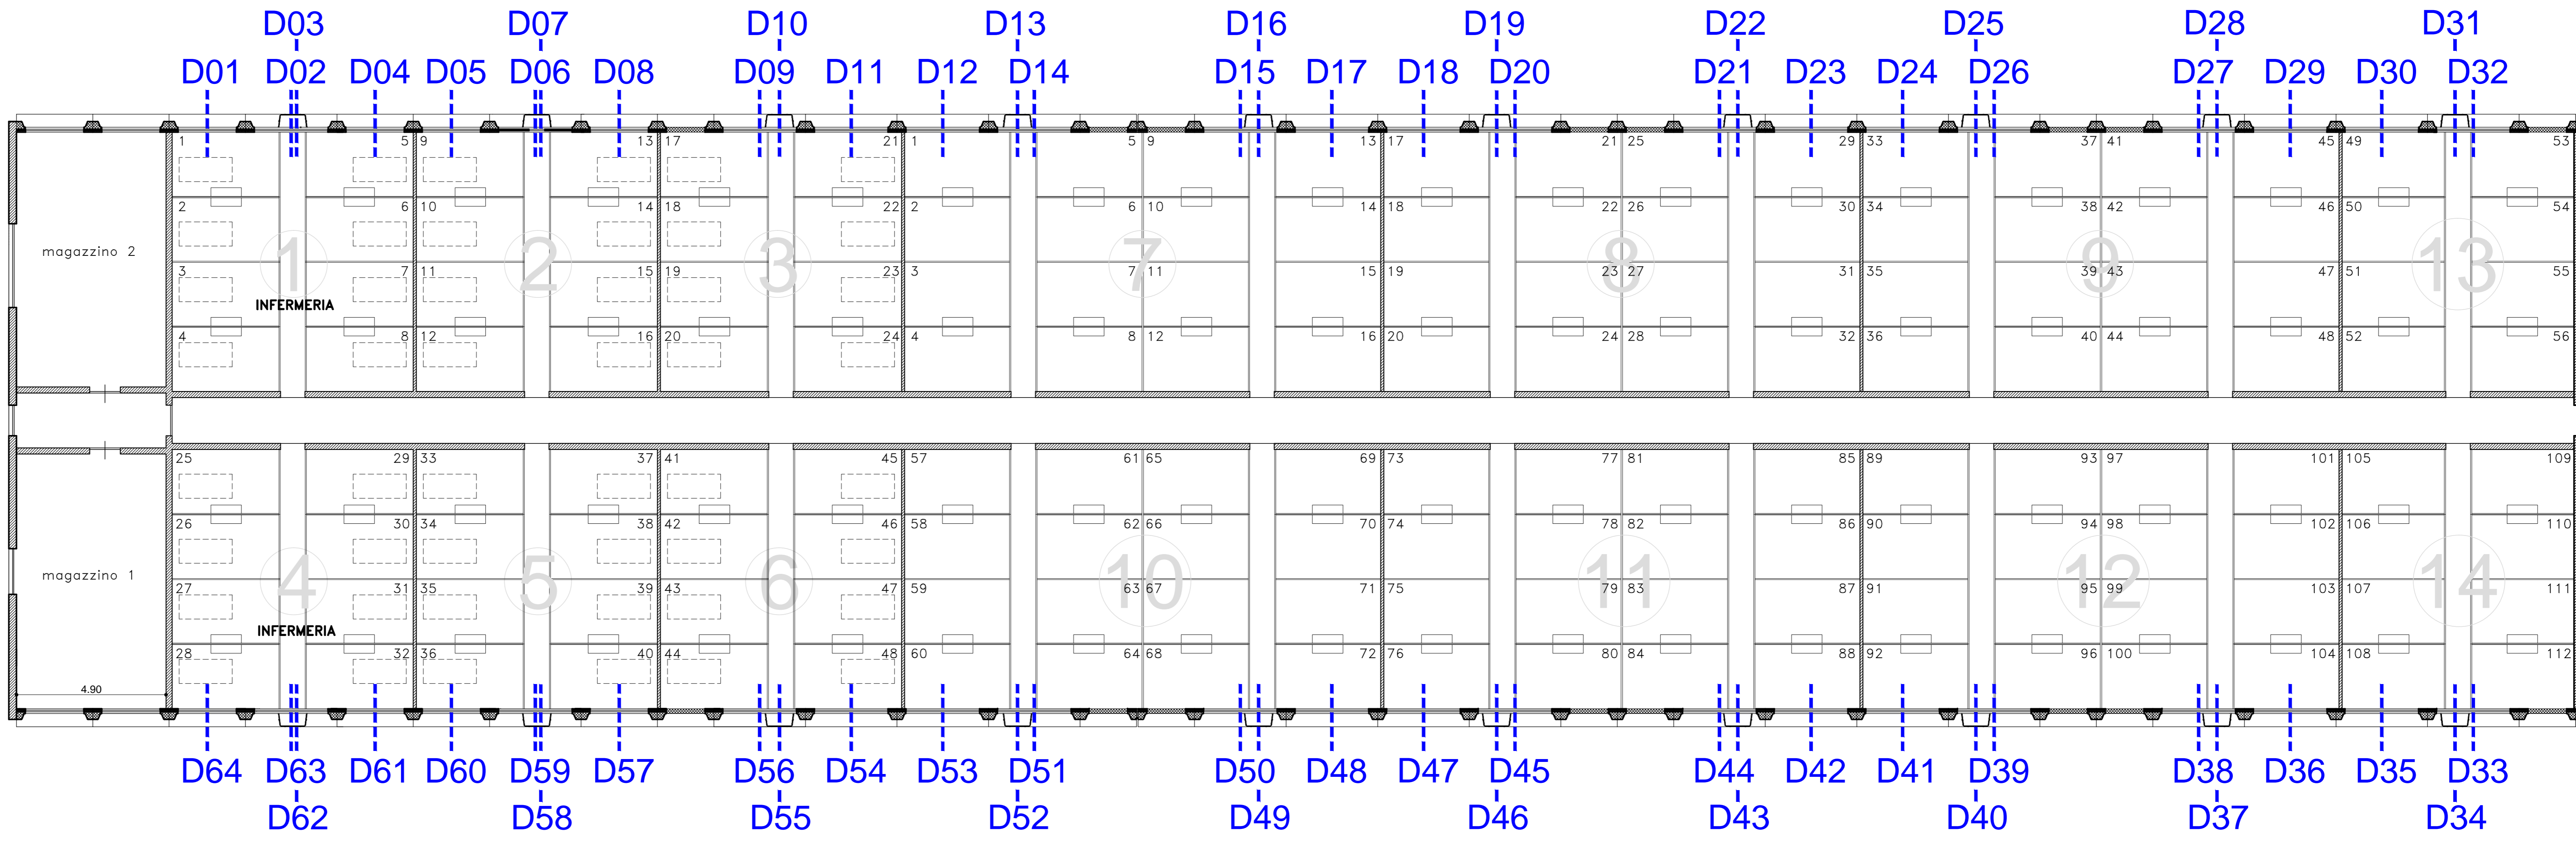 D03 D07 D10 D13 D16 D19 D22 D25 D28 D31
D01 D02 D04 D05 D06 D08 D09 D11 D12 D14 D15 D17 D18 D20 D21 D23 D24 D26 D27 D29 D30 D32
1 5 9 13 17 21 1 5 9 13 17 21 25 29 33 37 41 45 49 53
2 6 10 14 18 22 2 6 10 14 18 22 26 30 34 38 42 46 50 54
magazzino 2
1 2 3 7 8 9 13
3 7 11 15 19 23 3 7 11 15 19 23 27 31 35 39 43 47 51 55
INFERMERIA
4 8 12 16 20 24 4 8 12 16 20 24 28 32 36 40 44 48 52 56
25 29 33 37 41 45 57 61 65 69 73 77 81 85 89 93 97 101 105 109
26 30 34 38 42 46 58 62 66 70 74 78 82 86 90 94 98 102 106 110
magazzino 1
4 5 6 10 11 12 14
27 31 35 39 43 47 59 63 67 71 75 79 83 87 91 95 99 103 107 111
INFERMERIA
28 32 36 40 44 48 60 64 68 72 76 80 84 88 92 96 100 104 108 112
4.90
D64 D63 D61 D60 D59 D57 D56 D54 D53 D51 D50 D48 D47 D45 D44 D42 D41 D39 D38 D36 D35 D33
D62 D58 D55 D52 D49 D46 D43 D40 D37 D34